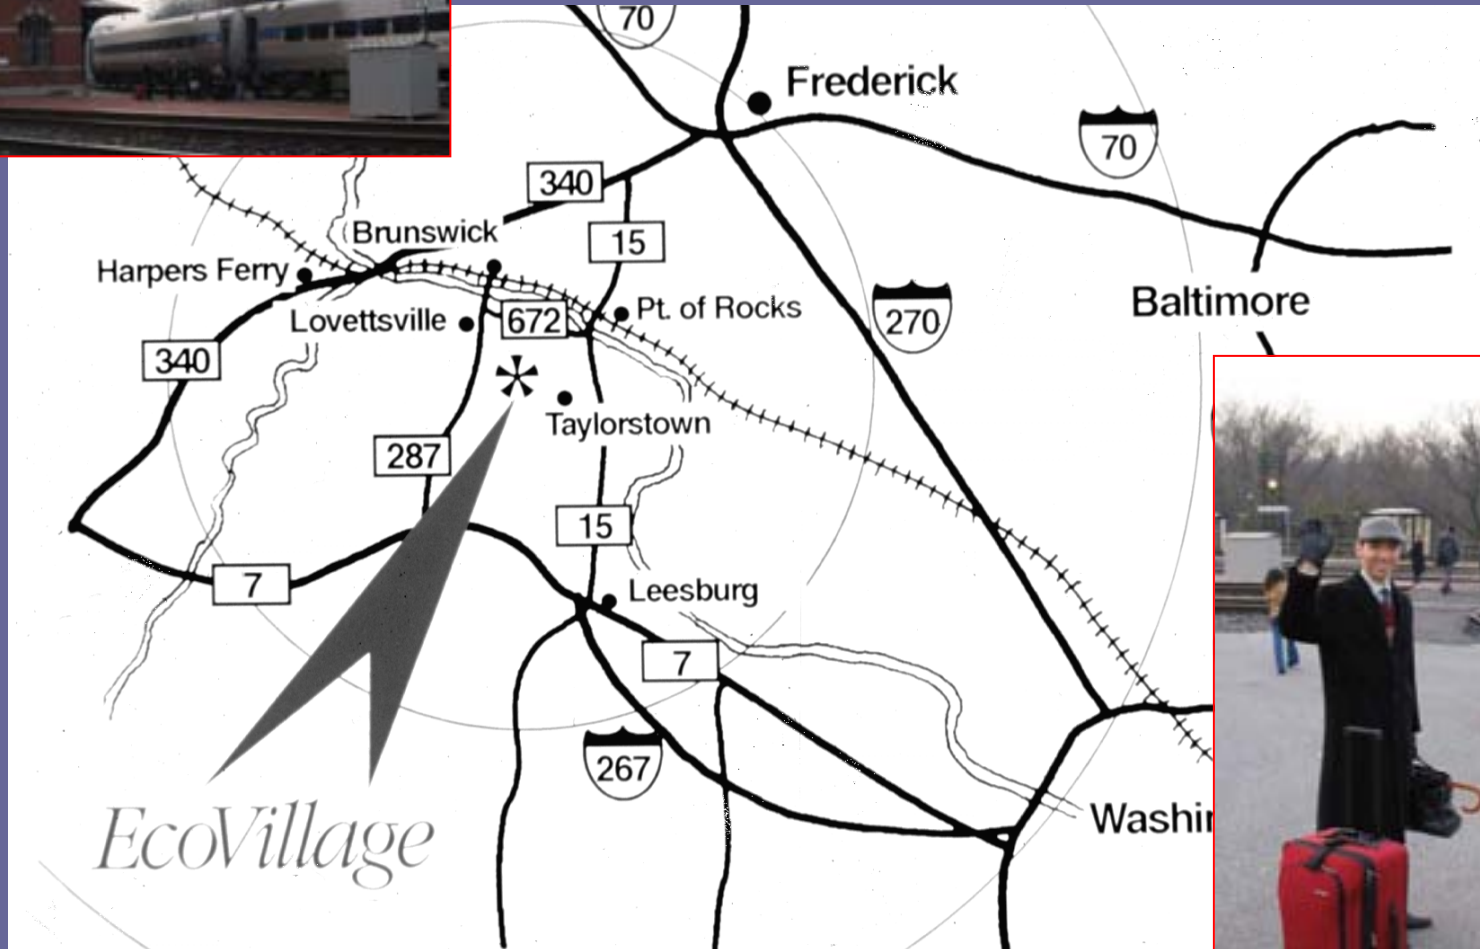 70
Frederick
70
340
Brunswick
15
Harpers Ferry
Pt. of Rocks
Baltimore
Lovettsville
672
270
340
Taylorstown
287
15
7
Leesburg
7
267
Washin
EcoVillage